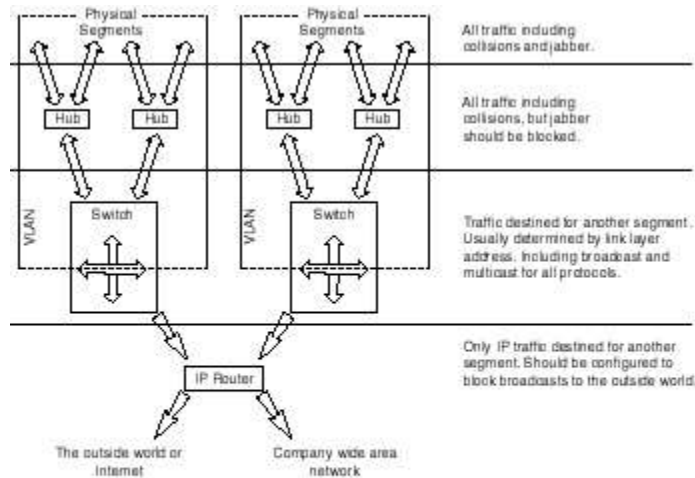 Physical
Segments
Physical
Segments
All traffic including
collisions and jabber.
Hub
Hub
Hub
Hub
All traffic including
collisions, but jabber
should be blocked.
VLAN
Switch
VLAN
Switch
Traffic destined for another segment.
Usually determined by link layer
address. Including broadcast and
multicast for all protocols.
Only IP traffic destined for another
segment. Should be configured to
block broadcasts to the outside world
IP Router
The outside world or
Internet
Company wide area
network